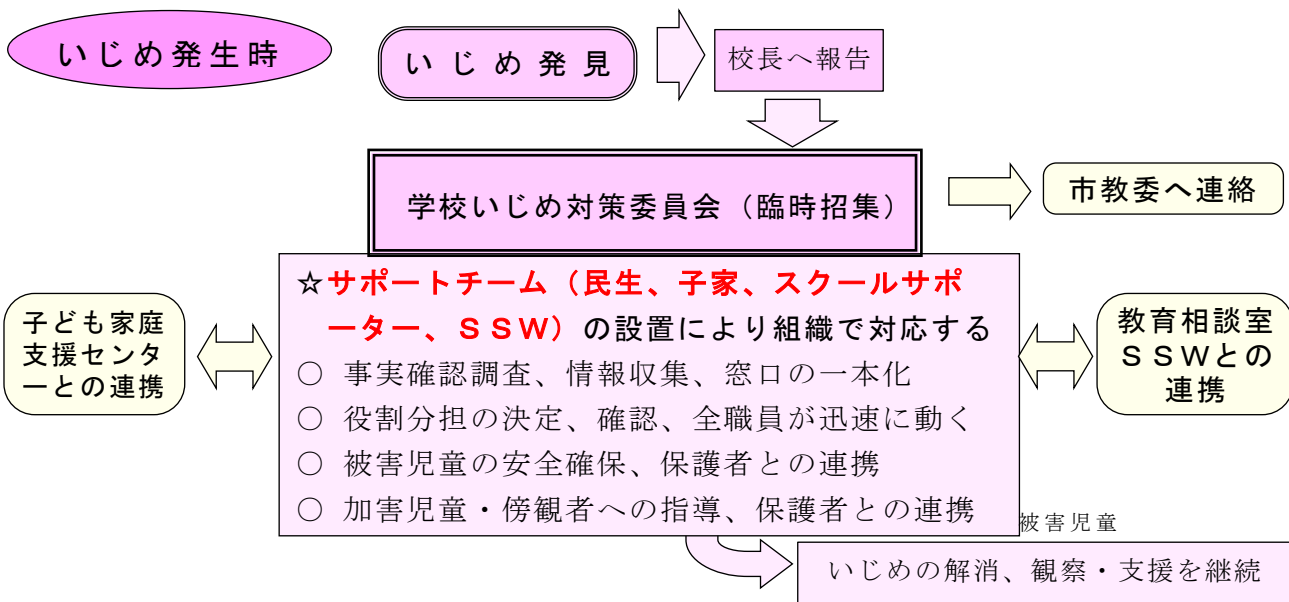 いじめ発生時
いじめ発見
校長へ報告
学校いじめ対策委員会（臨時招集）
市教委へ連絡
☆サポートチーム（民生、子家、スクールサポ
ーター、ＳＳＷ）の設置により組織で対応する
○ 事実確認調査、情報収集、窓口の一本化
○ 役割分担の決定、確認、全職員が迅速に動く
○ 被害児童の安全確保、保護者との連携
○ 加害児童・傍観者への指導、保護者との連携
子ども家庭
支援センタ
ーとの連携
教育相談室
ＳＳＷとの
連携
被害児童
いじめの解消、観察・支援を継続